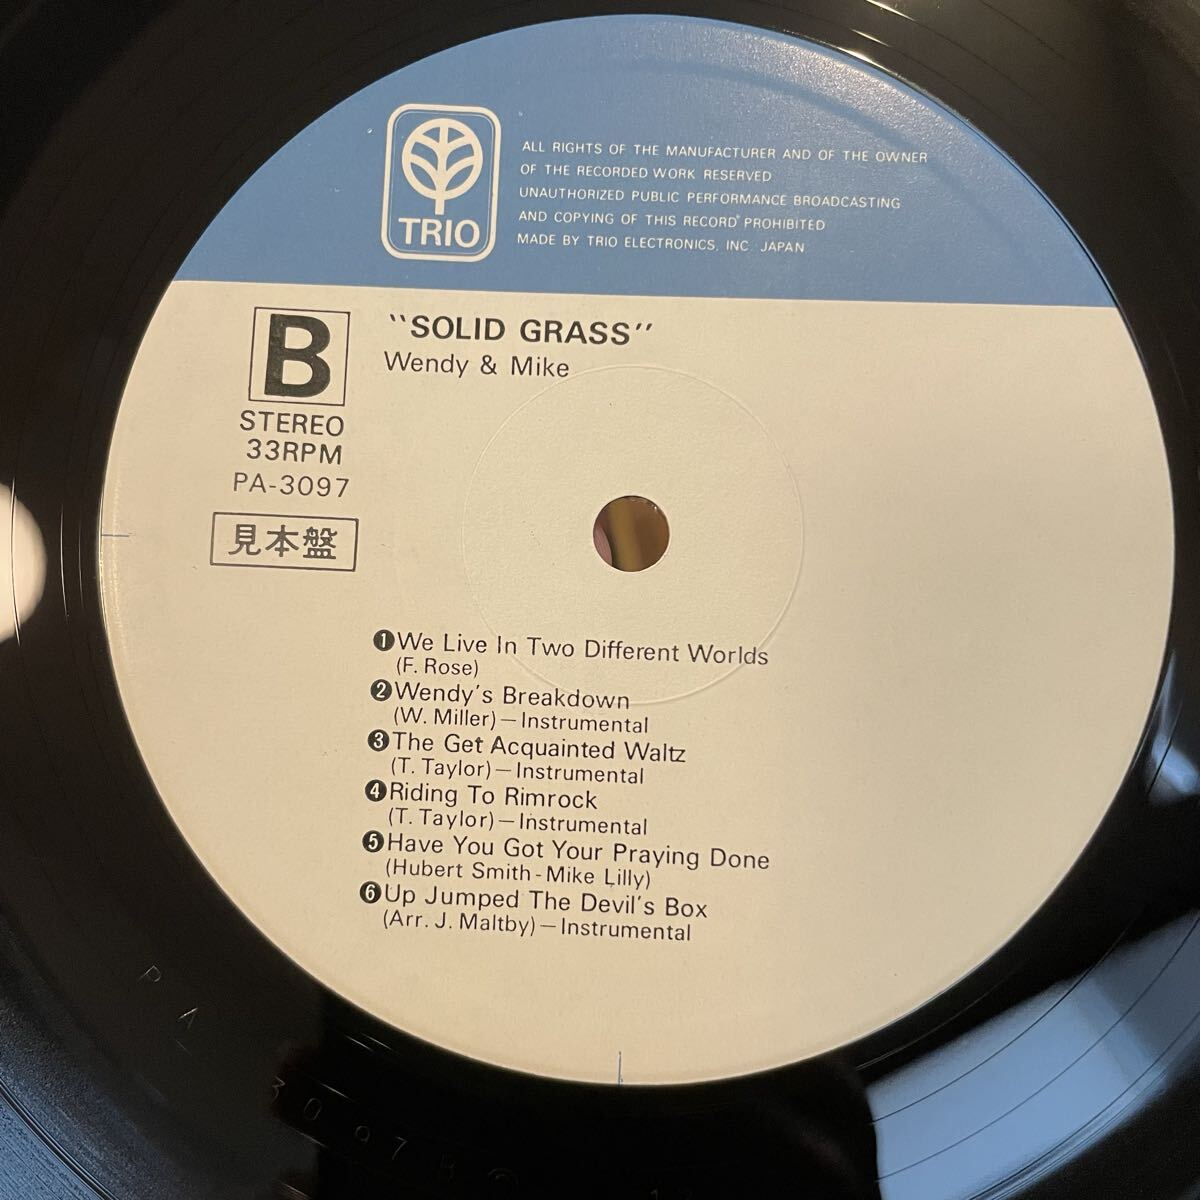 TRIO
ALL RIGHTS OF THE MANUFACTURER AND OF THE OWNER
OF THE RECORDED WORK RESERVED
UNAUTHORIZED PUBLIC PERFORMANCE BROADCASTING
AND COPYING OF THIS RECORD PROHIBITED
MADE BY TRIO ELECTRONICS, INC. JAPAN
B
STEREO
33RPM
PA-3097
見本盤
"SOLID GRASS"
Wendy & Mike
❶We Live In Two Different Worlds
(F. Rose)
❷Wendy's Breakdown
(W. Miller)—Instrumental
❸The Get Acquainted Waltz
(T. Taylor)—Instrumental
❹Riding To Rimrock
(T. Taylor)—Instrumental
❺Have You Got Your Praying Done
(Hubert Smith-Mike Lilly)
❻Up Jumped The Devil's Box
(Arr. J. Maltby)—Instrumental
PA 3097B